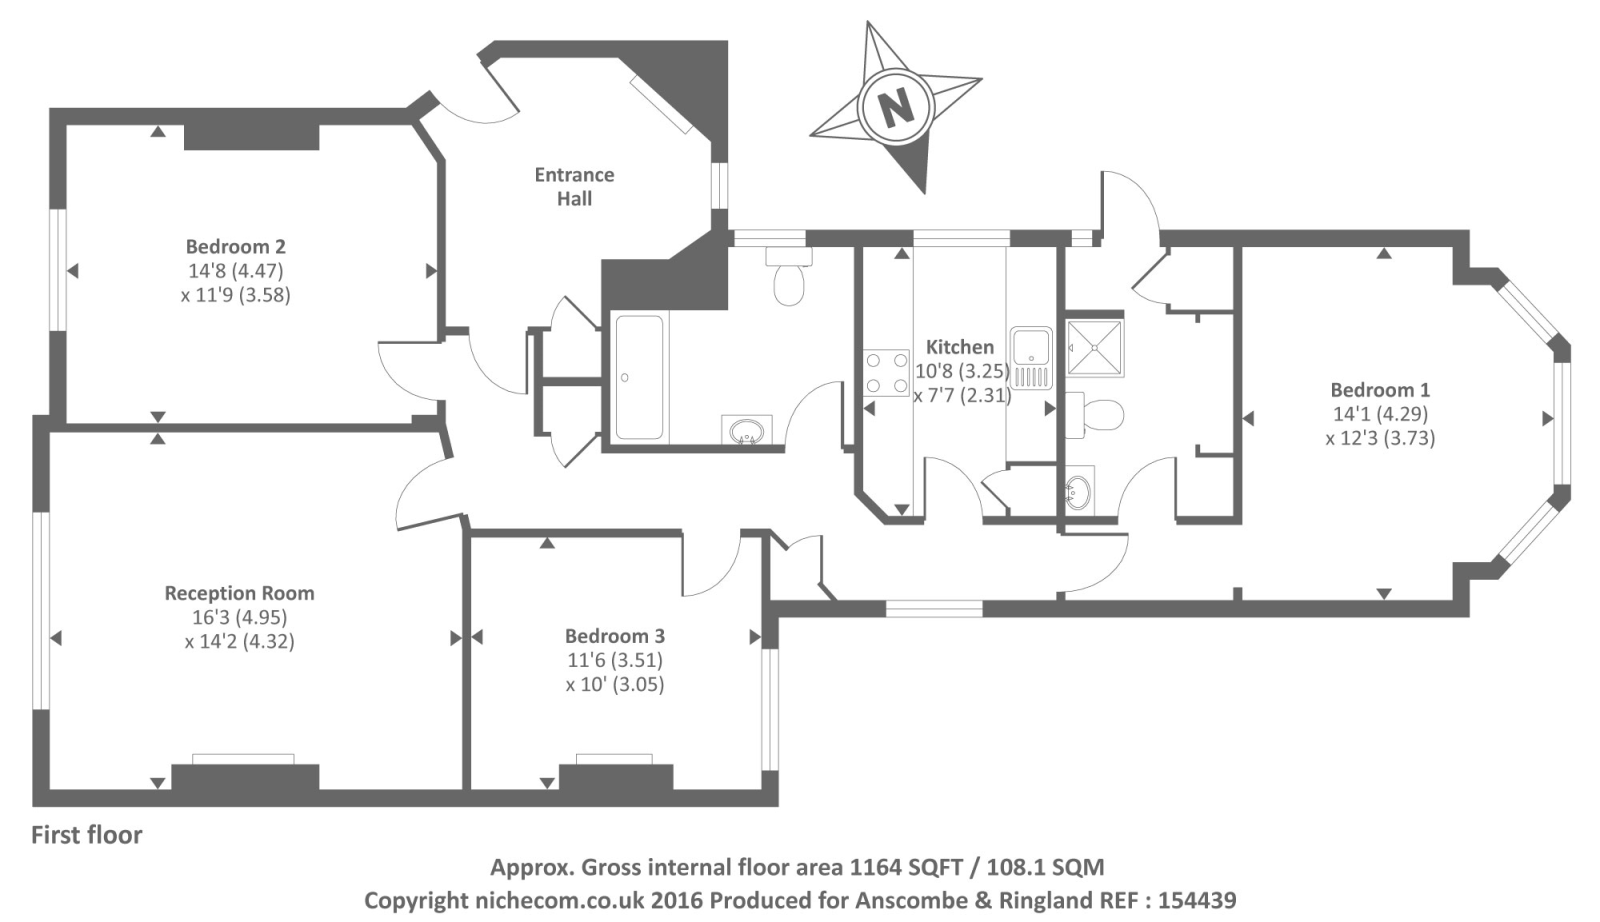 N
Entrance
Hall
Bedroom 2
14'8 (4.47)
x 11'9 (3.58)
Kitchen
10'8 (3.25)
x 7'7 (2.31)
Bedroom 1
14'1 (4.29)
x 12'3 (3.73)
Reception Room
16'3 (4.95)
x 14'2 (4.32)
Bedroom 3
11'6 (3.51)
x 10' (3.05)
First floor
Approx. Gross internal floor area 1164 SQFT / 108.1 SQM
Copyright nichecom.co.uk 2016 Produced for Anscombe & Ringland REF : 154439